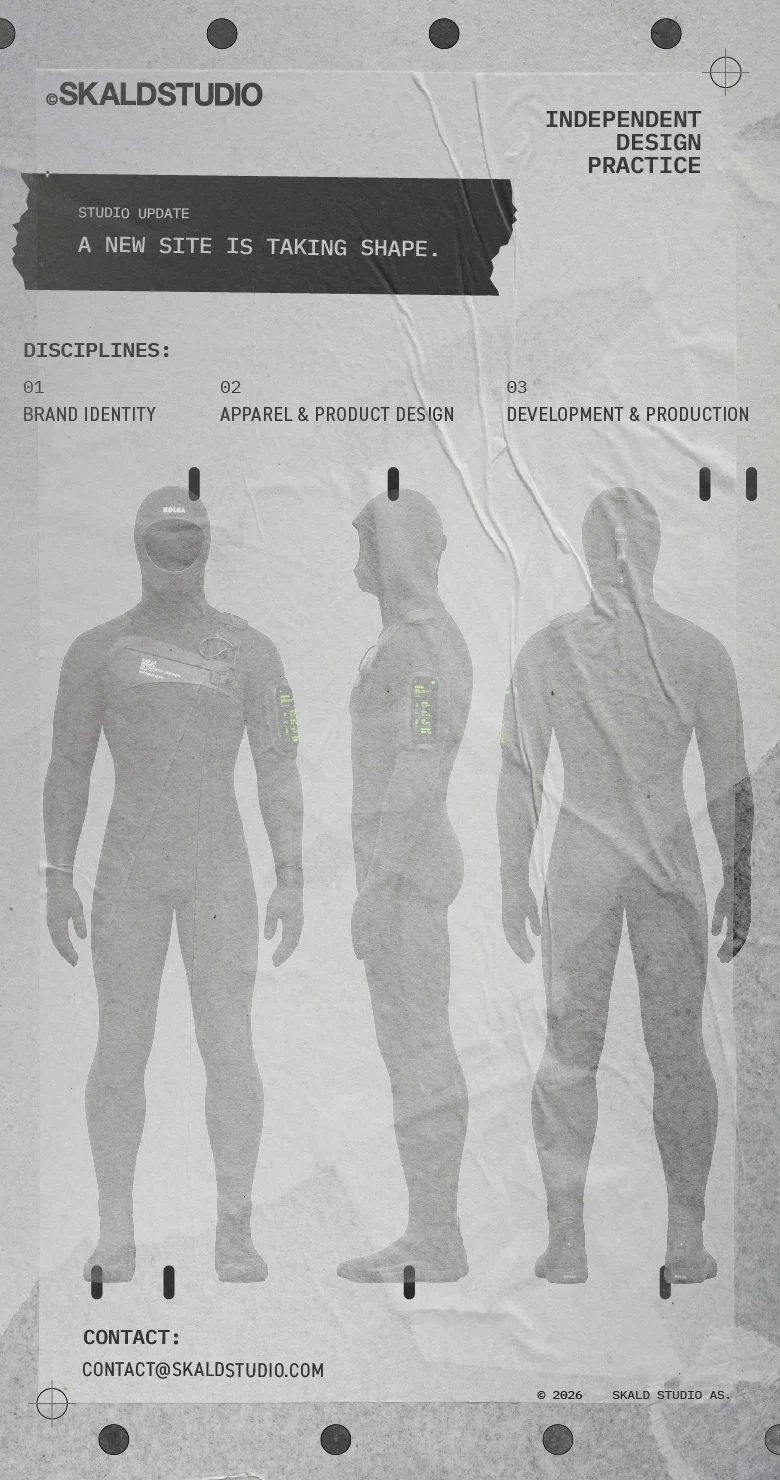 ©SKALDSTUDIO
INDEPENDENT
DESIGN
PRACTICE
STUDIO UPDATE
A NEW SITE IS TAKING SHAPE.
DISCIPLINES:
01
BRAND IDENTITY
02
APPAREL & PRODUCT DESIGN
03
DEVELOPMENT & PRODUCTION
KOLGA
CONTACT:
CONTACT@SKALDSTUDIO.COM
© 2026 SKALD STUDIO AS.